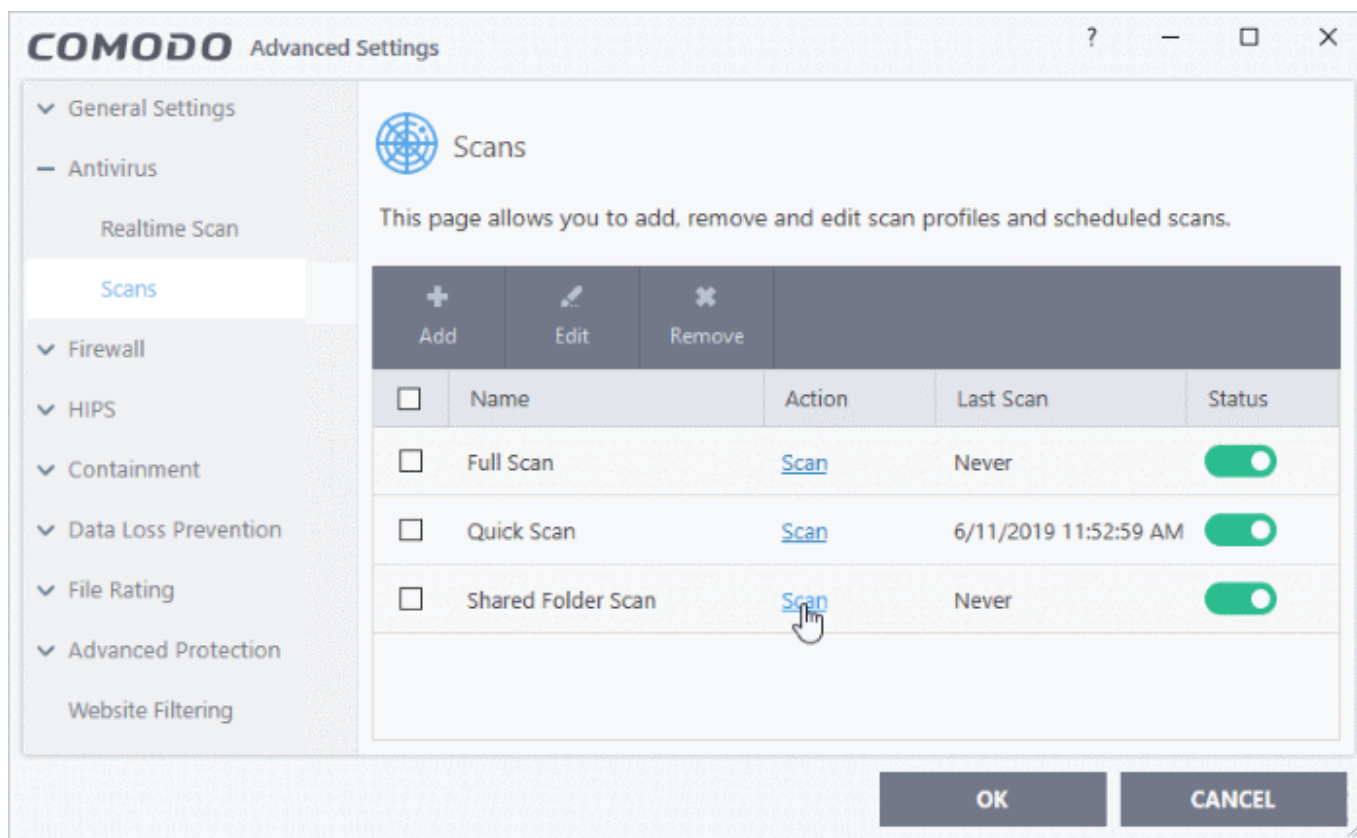 COMODO Advanced Settings ?
General Settings
Antivirus
Realtime Scan
Scans
Firewall
HIPS
Containment
Data Loss Prevention
File Rating
Advanced Protection
Website Filtering
Scans
This page allows you to add, remove and edit scan profiles and scheduled scans.
Add Edit Remove
Name Action Last Scan Status
Full Scan Scan Never
Quick Scan Scan 6/11/2019 11:52:59 AM
Shared Folder Scan Scan Never
OK CANCEL